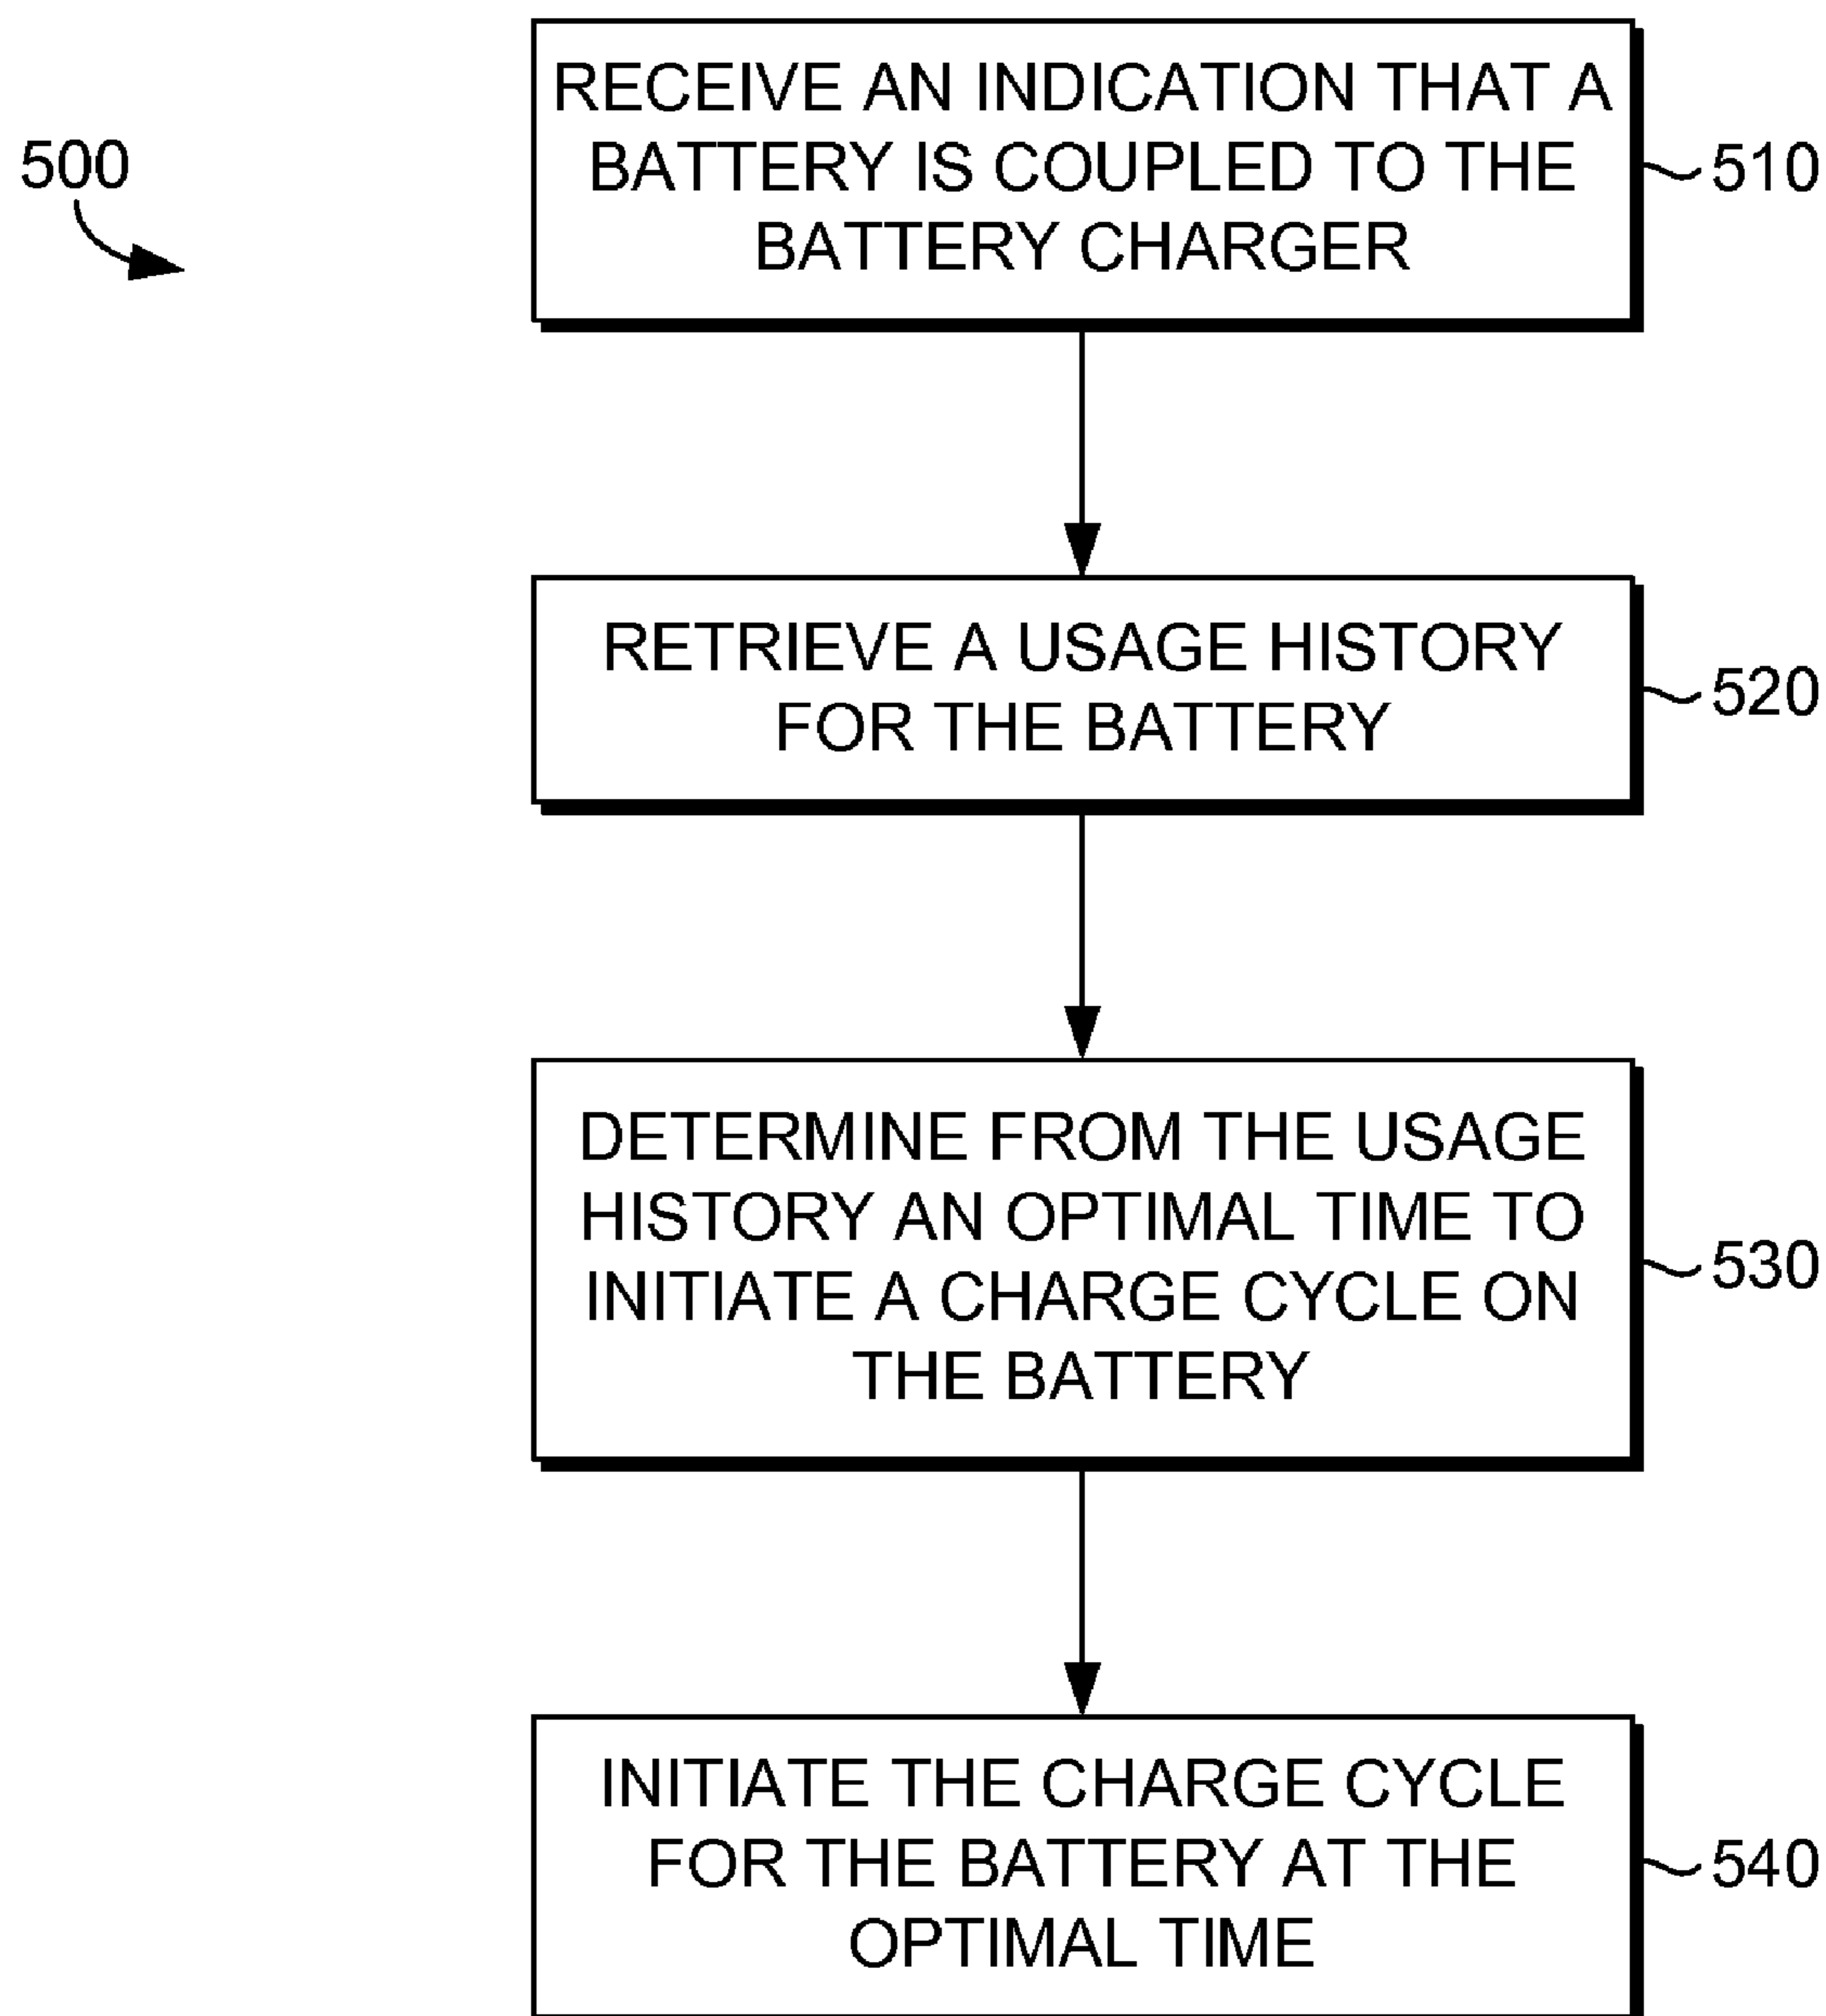 500
RECEIVE AN INDICATION THAT A
BATTERY IS COUPLED TO THE
BATTERY CHARGER
510
RETRIEVE A USAGE HISTORY
FOR THE BATTERY
520
DETERMINE FROM THE USAGE
HISTORY AN OPTIMAL TIME TO
INITIATE A CHARGE CYCLE ON
THE BATTERY
530
INITIATE THE CHARGE CYCLE
FOR THE BATTERY AT THE
OPTIMAL TIME
540